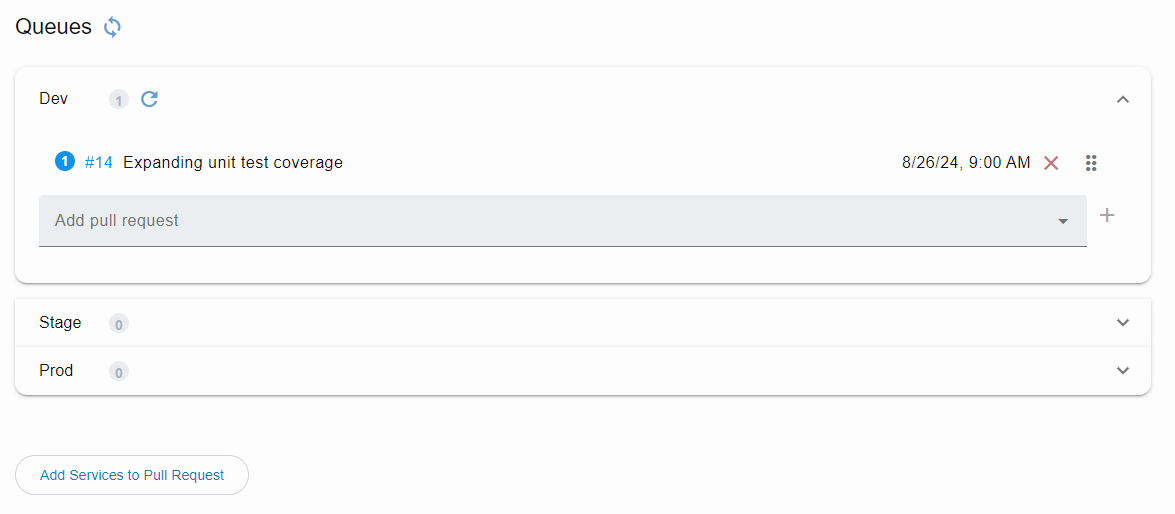 Queues
Dev 1
1 #14 Expanding unit test coverage 8/26/24, 9:00 AM
Add pull request
Stage 0
Prod 0
Add Services to Pull Request